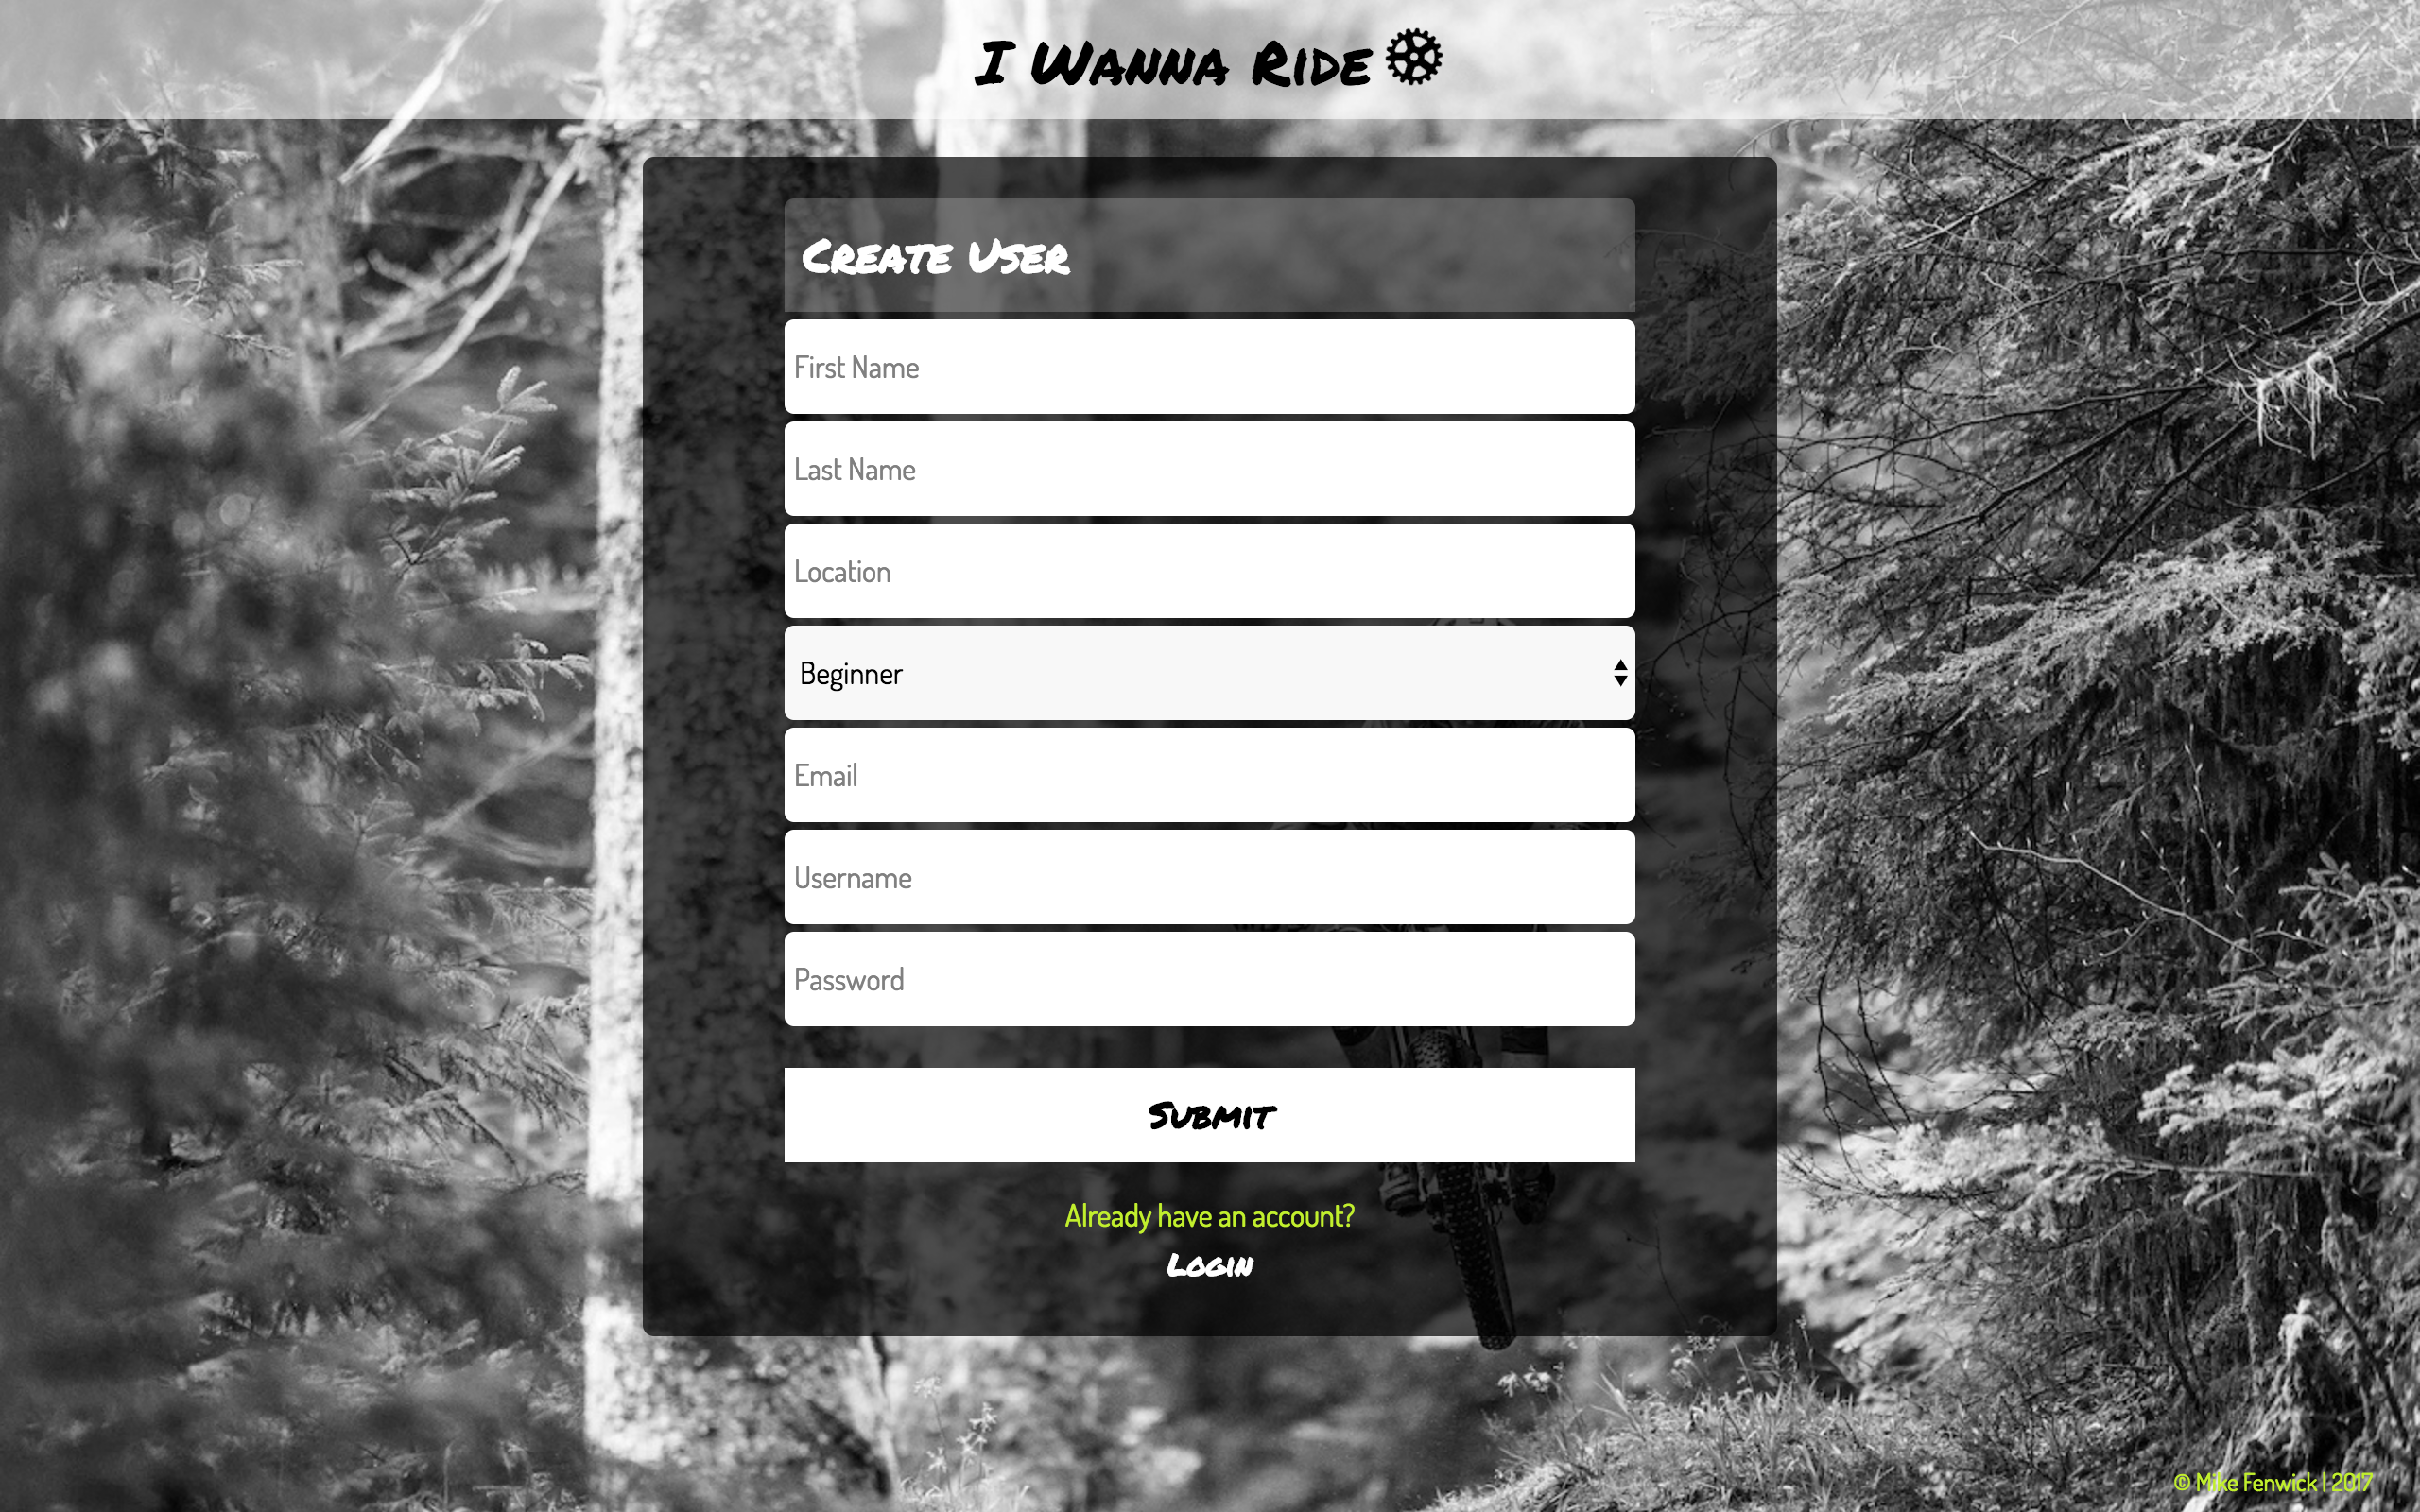 I Wanna Ride
Create User
First Name
Last Name
Location
Beginner
Email
Username
Password
Submit
Already have an account?
Login
© Mike Fenwick | 2017